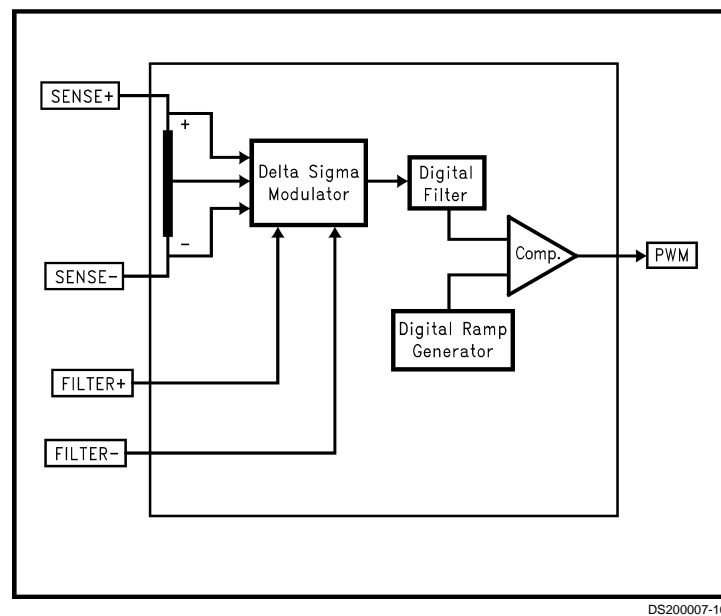 SENSE+
+
Delta Sigma
Modulator
Digital
Filter
−
SENSE−
Comp.
PWM
Digital Ramp
Generator
FILTER+
FILTER−